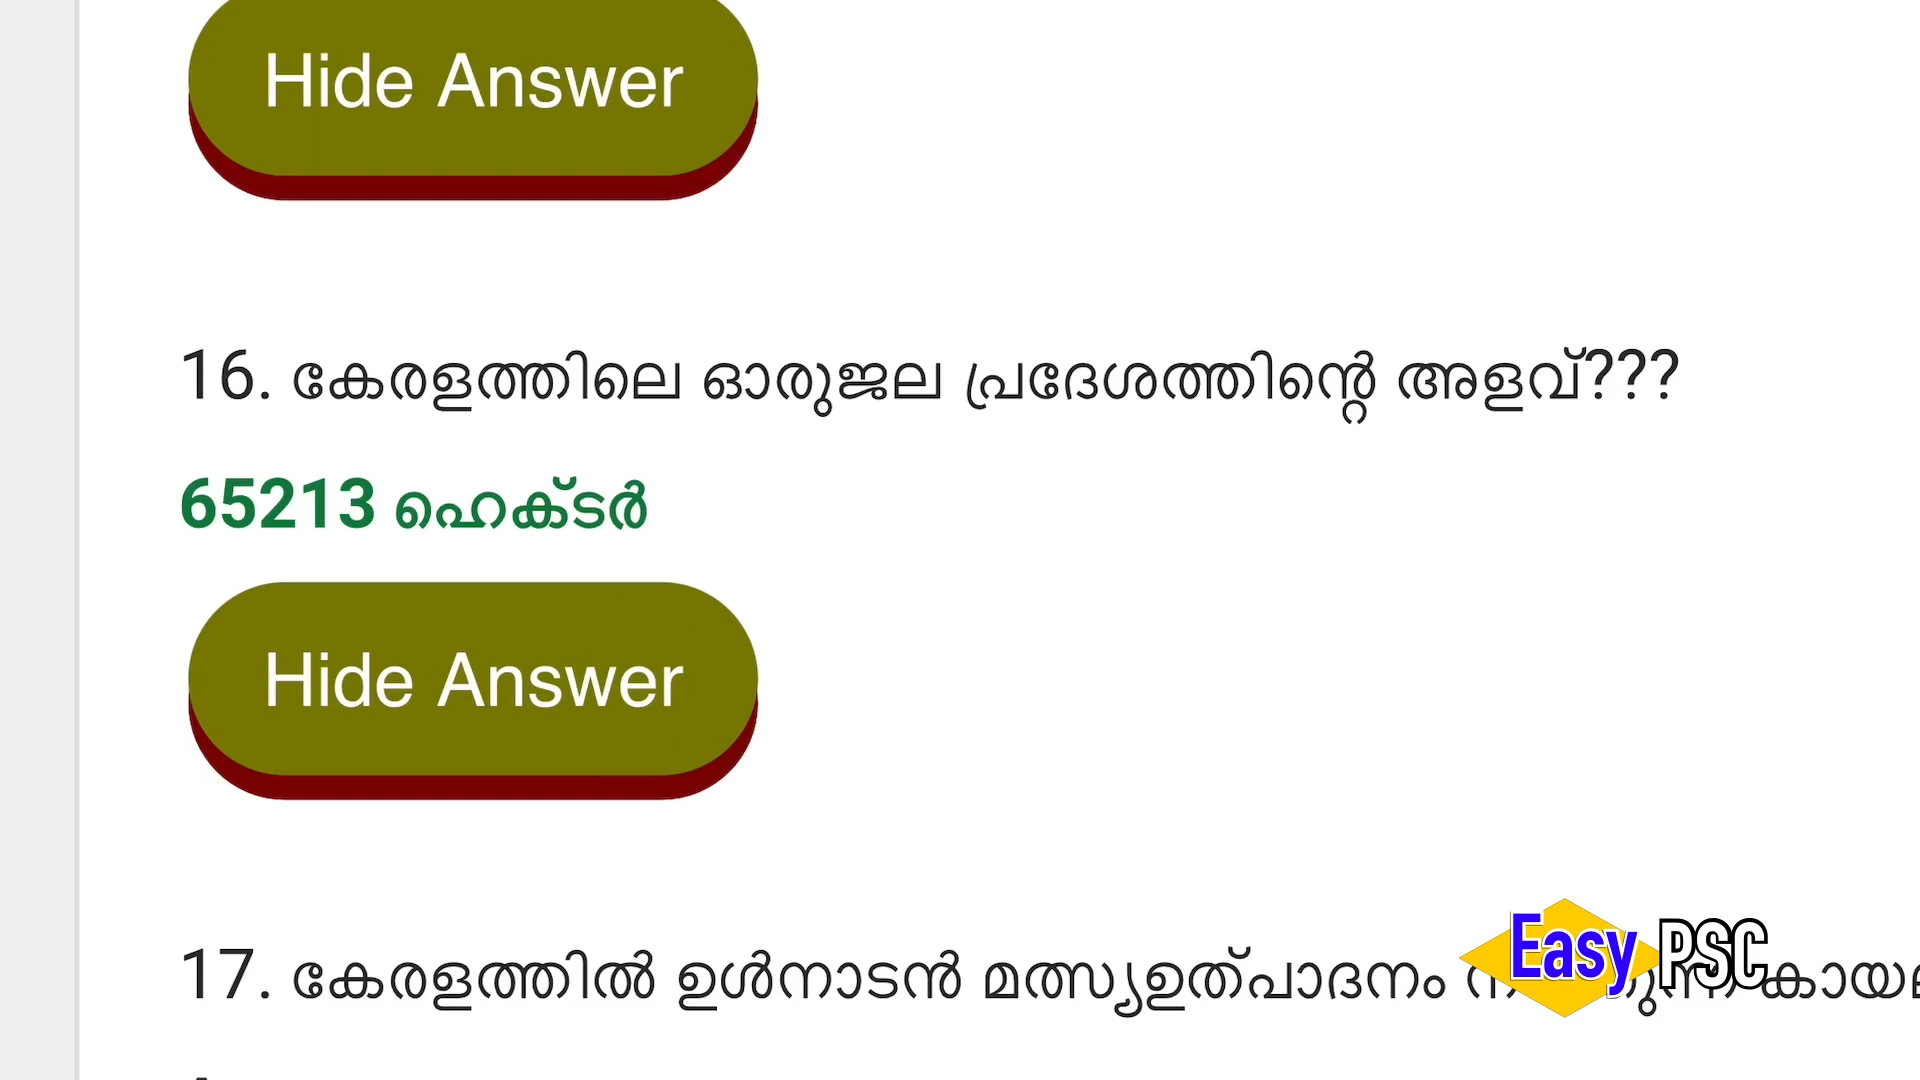 Hide Answer
16. കേരളത്തിലെ ഓരുജല പ്രദേശത്തിന്റെ അളവ്???
65213 ഹെക്ടർ
Hide Answer
17. കേരളത്തിൽ ഉൾനാടൻ മത്സ്യഉത്പാദനം
Easy PSC